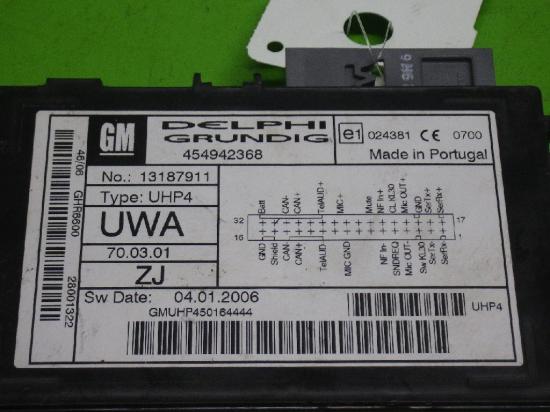 GM
DELPHI
GRUNDIG
454942368
e1 024381 CE 0700
Made in Portugal
46/06 GHR6600 28001322
No.: 13187911
Type: UHP4
UWA
70.03.01
ZJ
Batt CAN- CAN+ TelAUD+ MIC+ Mute NF In+ CL KL30 Mic OUT+ GND SerTx+ SerRx+
32 17
16 1
GND Shield CAN- CAN+ TelAUD- MIC GND NF In- SNDREQ Mic OUT- Sw KL30 SerTx- SerRx-
Sw Date: 04.01.2006
GMUHP450164444
UHP4